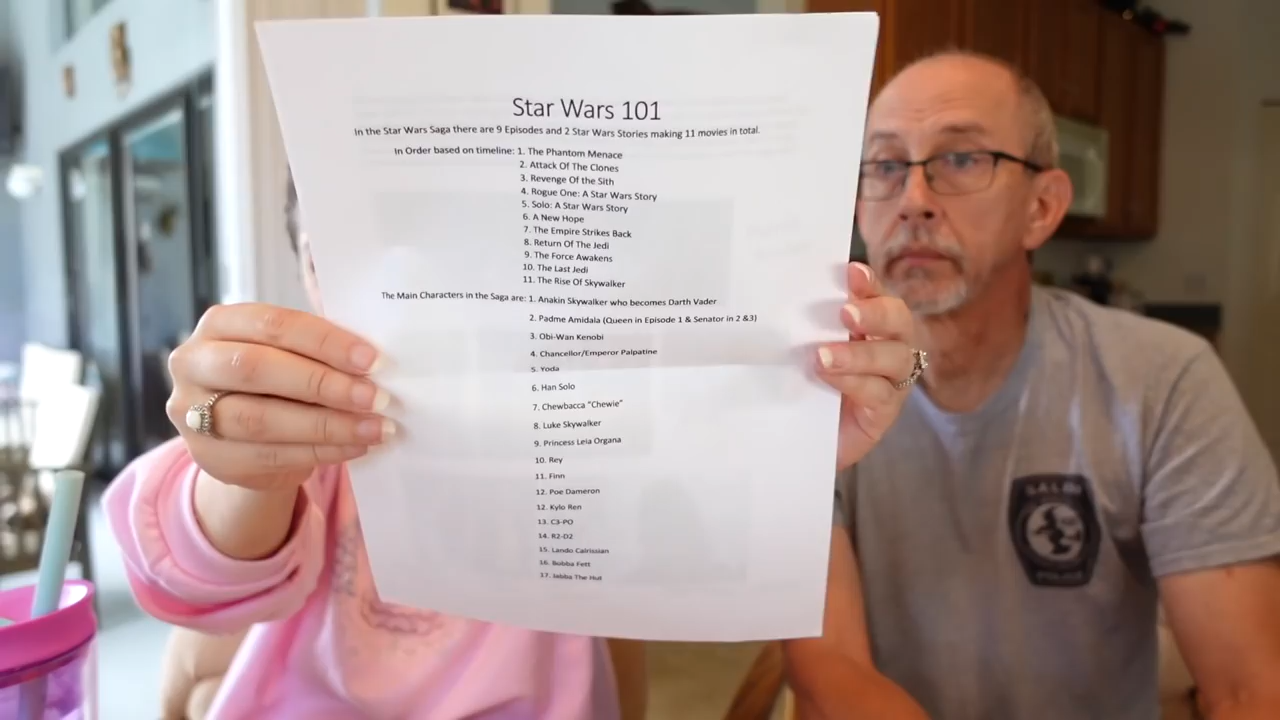 Star Wars 101
In the Star Wars Saga there are 9 Episodes and 2 Star Wars Stories making 11 movies in total.
In Order based on timeline: 1. The Phantom Menace
2. Attack Of The Clones
3. Revenge Of the Sith
4. Rogue One: A Star Wars Story
5. Solo: A Star Wars Story
6. A New Hope
7. The Empire Strikes Back
8. Return Of The Jedi
9. The Force Awakens
10. The Last Jedi
11. The Rise Of Skywalker
The Main Characters in the Saga are: 1. Anakin Skywalker who becomes Darth Vader
2. Padme Amidala (Queen in Episode 1 & Senator in 2 &3)
3. Obi-Wan Kenobi
4. Chancellor/Emperor Palpatine
5. Yoda
6. Han Solo
7. Chewbacca "Chewie"
8. Luke Skywalker
9. Princess Leia Organa
10. Rey
11. Finn
12. Poe Dameron
12. Kylo Ren
13. C3-PO
14. R2-D2
15. Lando Calrissian
16. Bobba Fett
17. Jabba The Hut
SALEM
POLICE